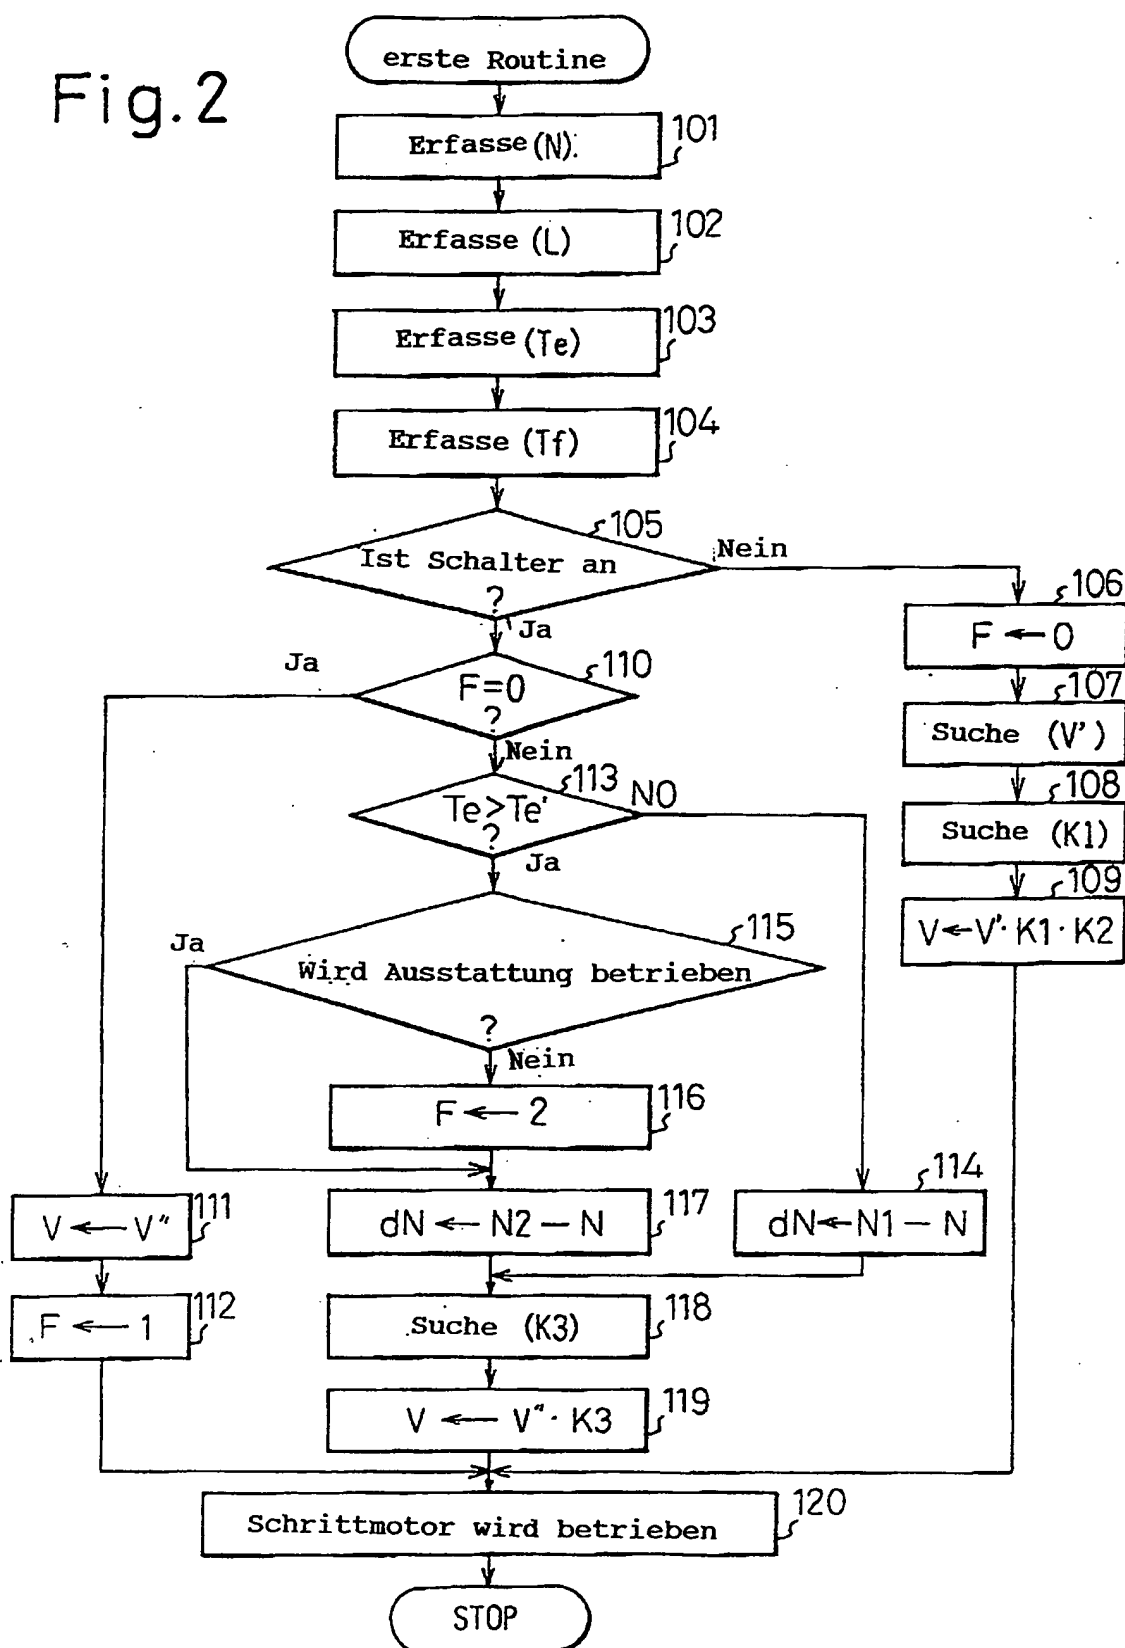 Fig.2
erste Routine
Erfasse (N)
101
Erfasse (L)
102
Erfasse (Te)
103
Erfasse (Tf)
104
Ist Schalter an
?
105
Nein
Ja
F ← 0
106
Suche (V')
107
Suche (K1)
108
V ← V'· K1 · K2
109
F=0
?
110
Ja
Nein
Te>Te'
?
113
NO
Ja
Wird Ausstattung betrieben
?
115
Ja
Nein
F ← 2
116
dN ← N2 — N
117
dN ← N1 — N
114
V ← V"
111
F ← 1
112
Suche (K3)
118
V ← V"· K3
119
Schrittmotor wird betrieben
120
STOP